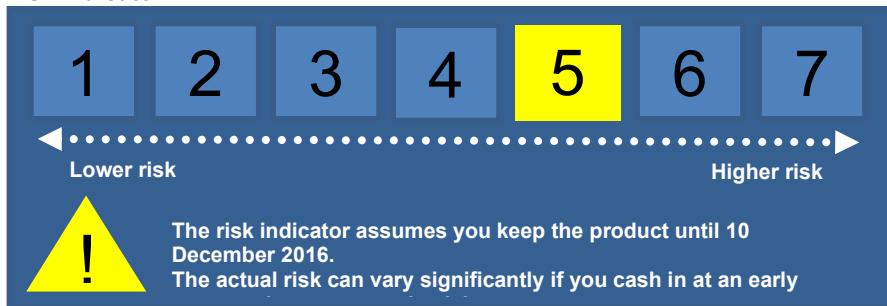 1 2 3 4 5 6 7
Lower risk Higher risk
!
The risk indicator assumes you keep the product until 10
December 2016.
The actual risk can vary significantly if you cash in at an early